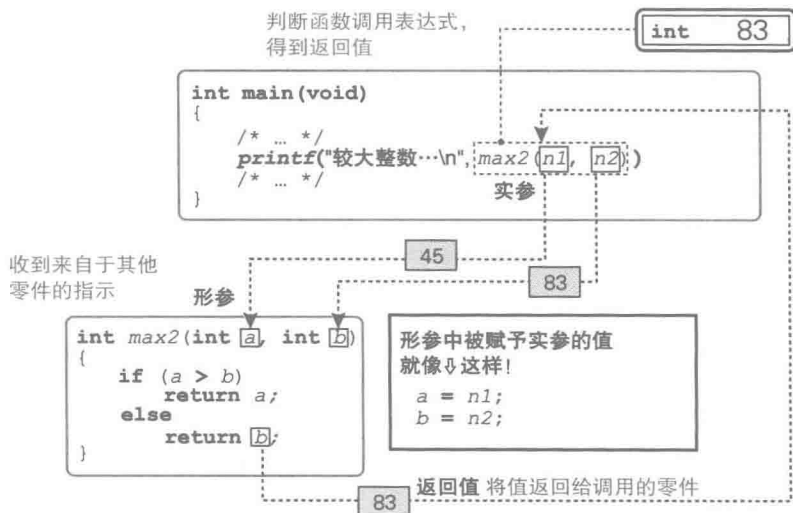 判断函数调用表达式,
得到返回值
int 83
int main(void)
{
/* … */
printf("较大整数…\n", max2(n1, n2))
/* … */
实参
}
45
83
收到来自于其他
零件的指示
形参
int max2(int a, int b)
{
if (a > b)
return a;
else
return b;
}
形参中被赋予实参的值
就像⇩这样!
a = n1;
b = n2;
83
返回值 将值返回给调用的零件